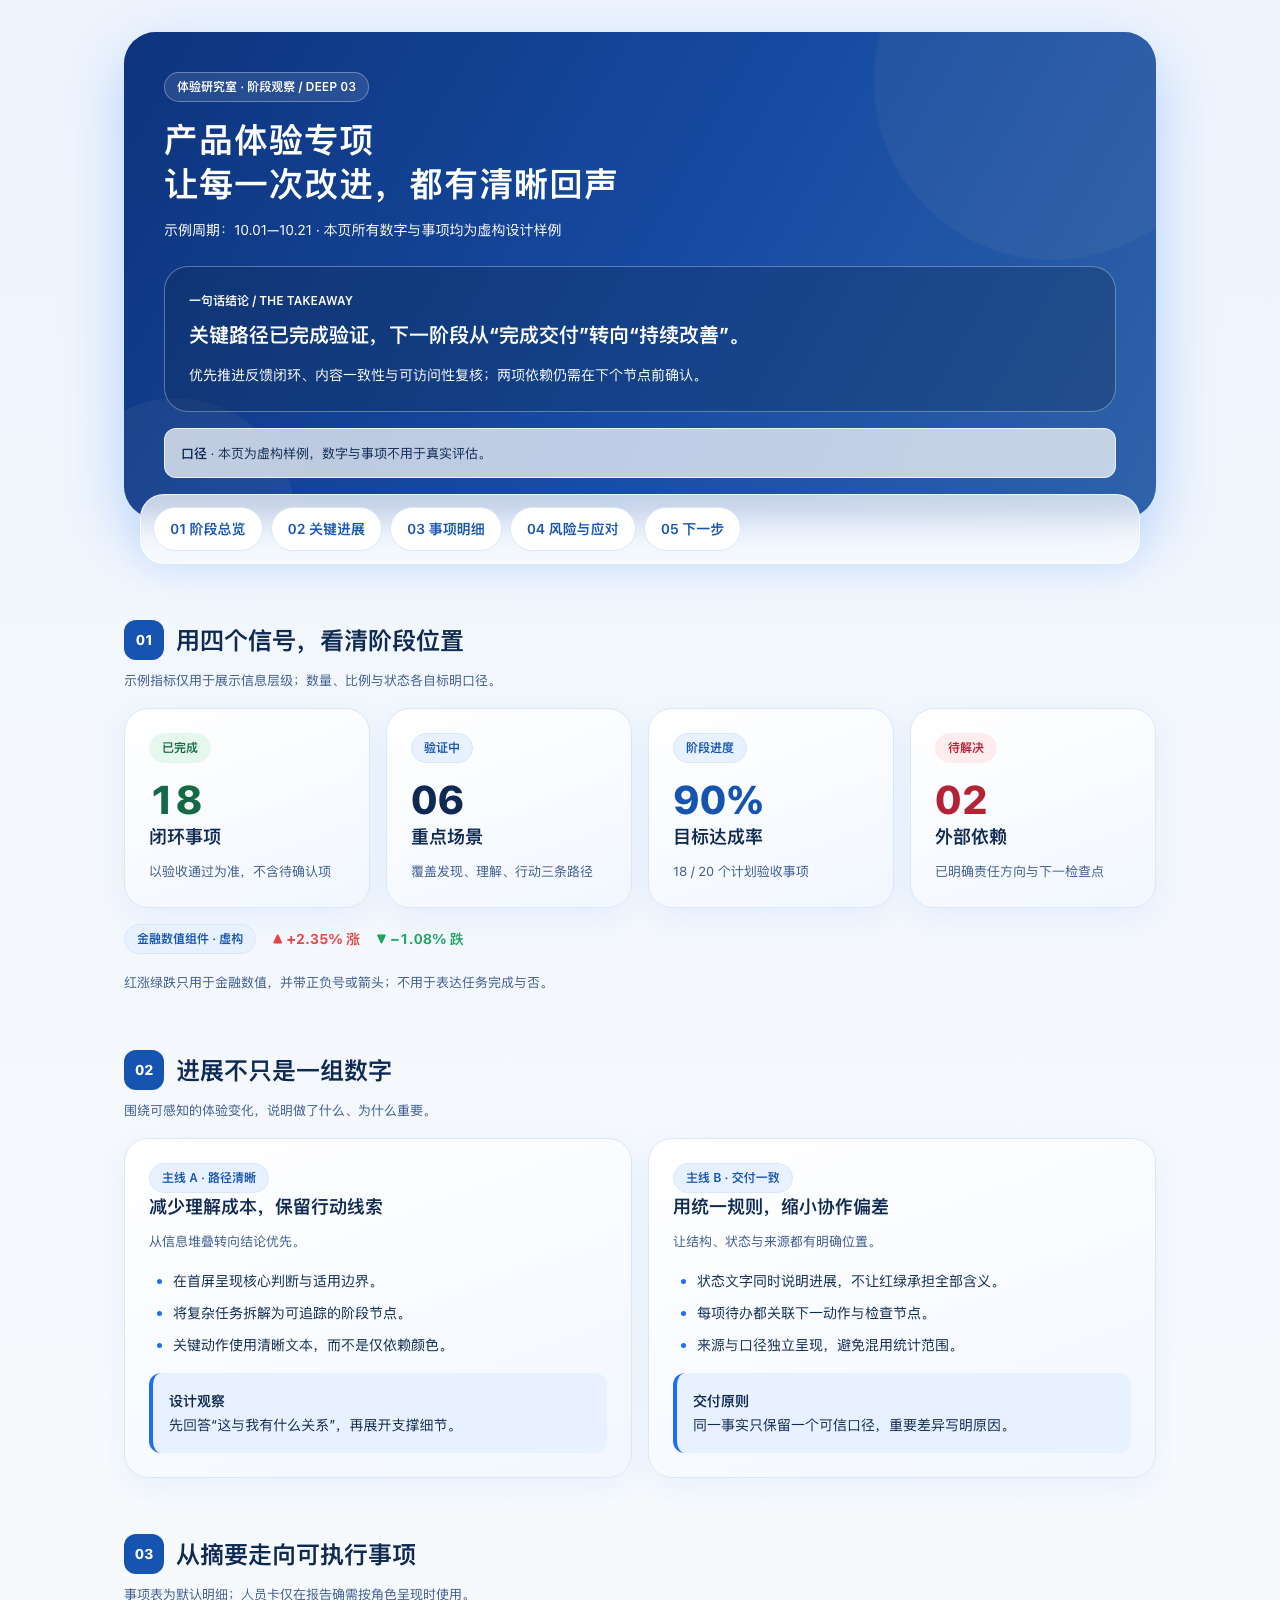 体验研究室 · 阶段观察 / DEEP 03
产品体验专项
让每一次改进，都有清晰回声
示例周期：10.01—10.21 · 本页所有数字与事项均为虚构设计样例
一句话结论 / THE TAKEAWAY
关键路径已完成验证，下一阶段从“完成交付”转向“持续改善”。
优先推进反馈闭环、内容一致性与可访问性复核；两项依赖仍需在下个节点前确认。
口径 · 本页为虚构样例，数字与事项不用于真实评估。
01 阶段总览 02 关键进展 03 事项明细 04 风险与应对 05 下一步
01 用四个信号，看清阶段位置
示例指标仅用于展示信息层级；数量、比例与状态各自标明口径。
已完成
18
闭环事项
以验收通过为准，不含待确认项
验证中
06
重点场景
覆盖发现、理解、行动三条路径
阶段进度
90%
目标达成率
18 / 20 个计划验收事项
待解决
02
外部依赖
已明确责任方向与下一检查点
金融数值组件 · 虚构 ▲ +2.35% 涨 ▼ −1.08% 跌
红涨绿跌只用于金融数值，并带正负号或箭头；不用于表达任务完成与否。
02 进展不只是一组数字
围绕可感知的体验变化，说明做了什么、为什么重要。
主线 A · 路径清晰
减少理解成本，保留行动线索
从信息堆叠转向结论优先。
• 在首屏呈现核心判断与适用边界。
• 将复杂任务拆解为可追踪的阶段节点。
• 关键动作使用清晰文本，而不是仅依赖颜色。
设计观察
先回答“这与我有什么关系”，再展开支撑细节。
主线 B · 交付一致
用统一规则，缩小协作偏差
让结构、状态与来源都有明确位置。
• 状态文字同时说明进展，不让红绿承担全部含义。
• 每项待办都关联下一动作与检查节点。
• 来源与口径独立呈现，避免混用统计范围。
交付原则
同一事实只保留一个可信口径，重要差异写明原因。
03 从摘要走向可执行事项
事项表为默认明细；人员卡仅在报告确需按角色呈现时使用。